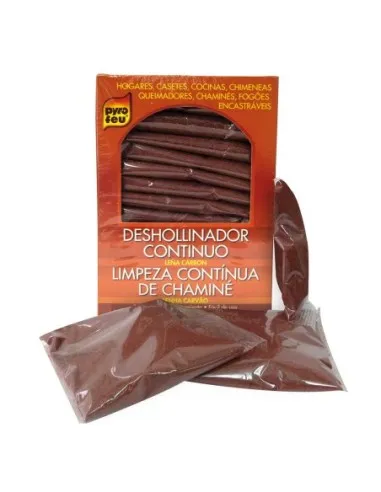 pyro
feu
HOGARES, CASETES, COCINAS, CHIMENEAS
QUEIMADORES, CHAMINÉS, FOGÕES
ENCASTRÁVEIS
DESHOLLINADOR
CONTINUO
LEÑA CARBON
LIMPEZA CONTÍNUA
DE CHAMINÉ
LENHA CARVÃO